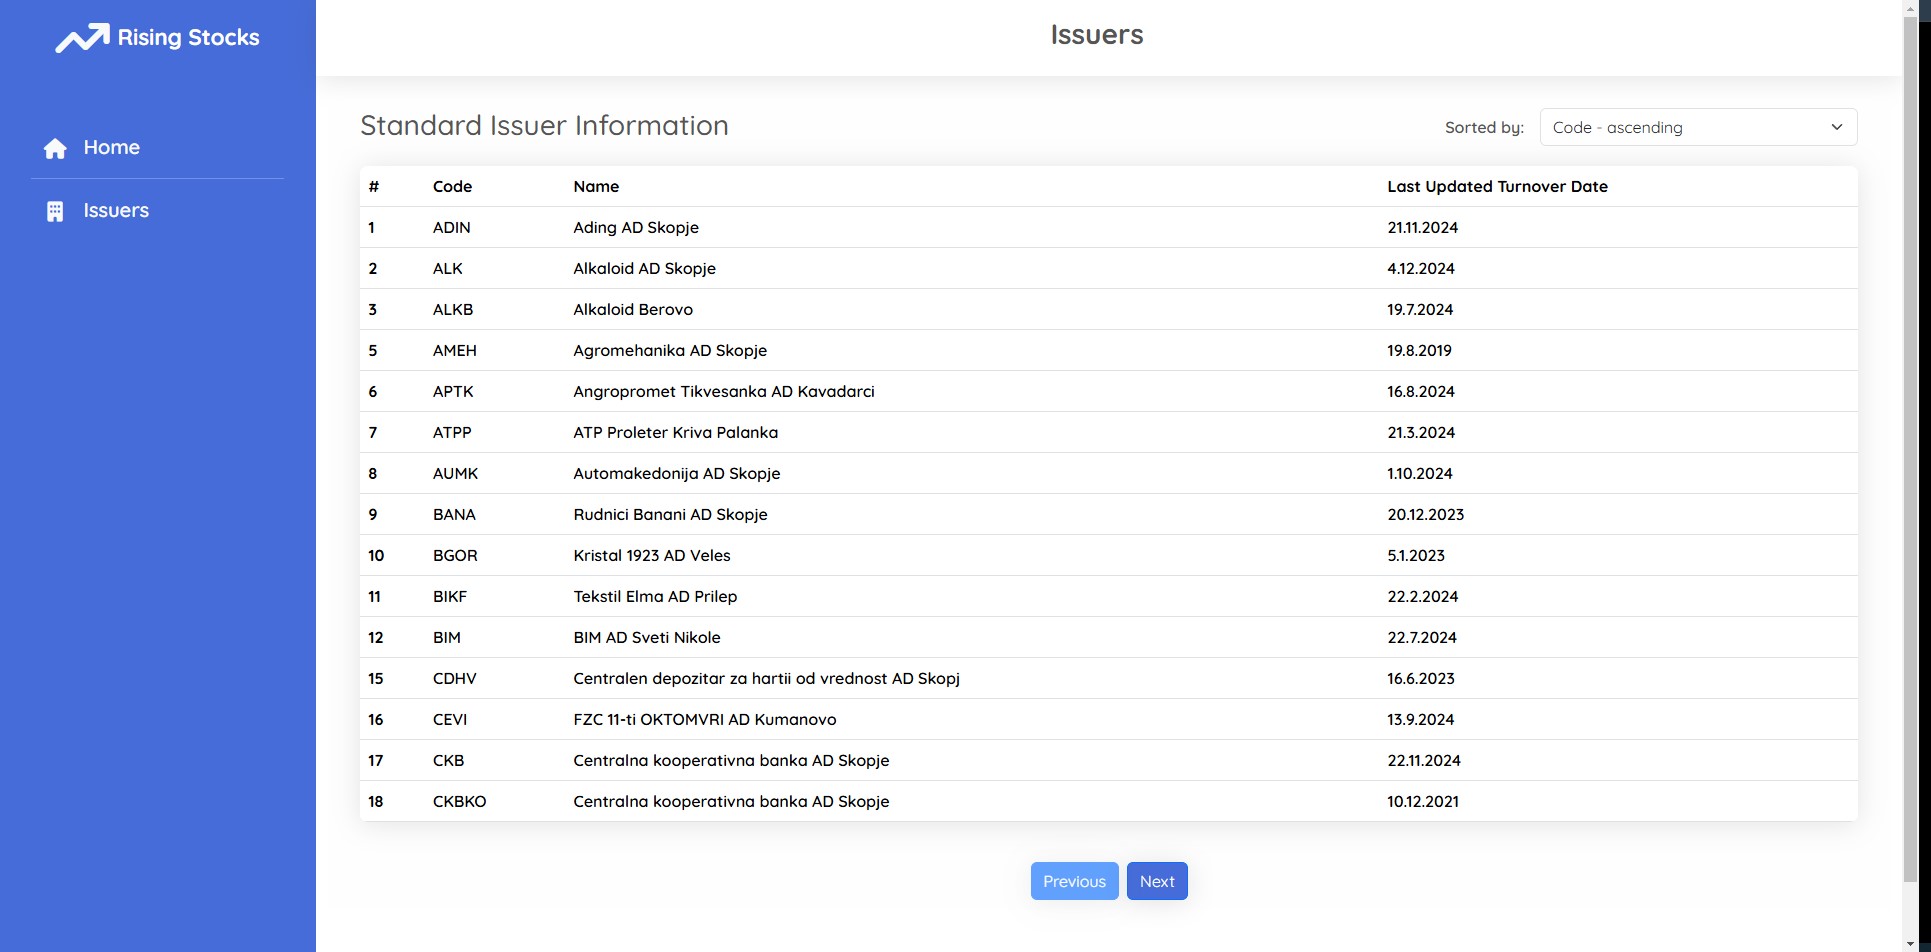 Rising Stocks
Home
Issuers
Issuers
Standard Issuer Information
Sorted by: Code - ascending
# Code Name Last Updated Turnover Date
1 ADIN Ading AD Skopje 21.11.2024
2 ALK Alkaloid AD Skopje 4.12.2024
3 ALKB Alkaloid Berovo 19.7.2024
5 AMEH Agromehanika AD Skopje 19.8.2019
6 APTK Angropromet Tikvesanka AD Kavadarci 16.8.2024
7 ATPP ATP Proleter Kriva Palanka 21.3.2024
8 AUMK Automakedonija AD Skopje 1.10.2024
9 BANA Rudnici Banani AD Skopje 20.12.2023
10 BGOR Kristal 1923 AD Veles 5.1.2023
11 BIKF Tekstil Elma AD Prilep 22.2.2024
12 BIM BIM AD Sveti Nikole 22.7.2024
15 CDHV Centralen depozitar za hartii od vrednost AD Skopj 16.6.2023
16 CEVI FZC 11-ti OKTOMVRI AD Kumanovo 13.9.2024
17 CKB Centralna kooperativna banka AD Skopje 22.11.2024
18 CKBKO Centralna kooperativna banka AD Skopje 10.12.2021
Previous Next